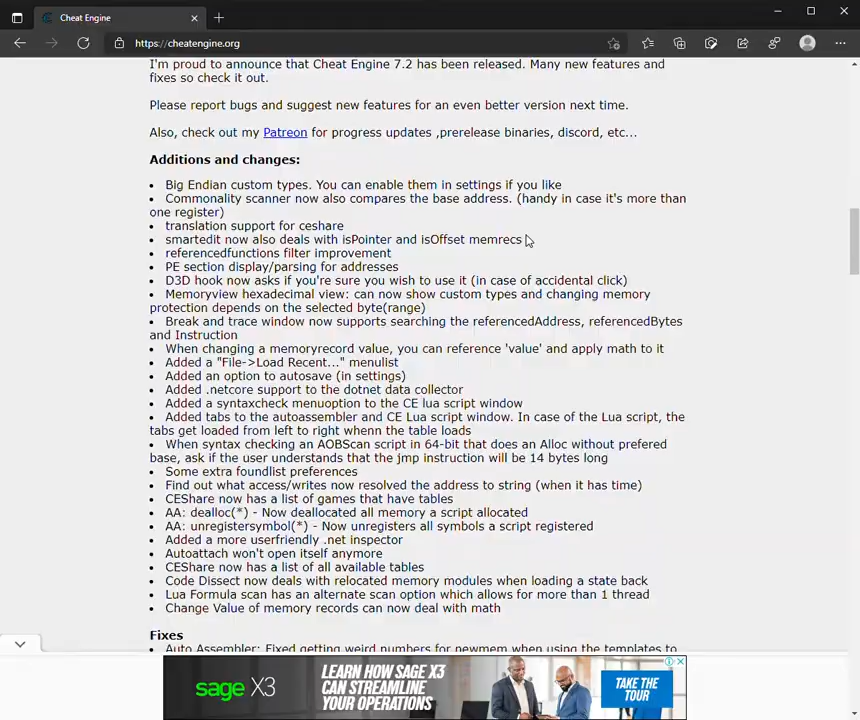 Cheat Engine
https://cheatengine.org
I'm proud to announce that Cheat Engine 7.2 has been released. Many new features and
fixes so check it out.
Please report bugs and suggest new features for an even better version next time.
Also, check out my Patreon for progress updates ,prerelease binaries, discord, etc...
Additions and changes:
• Big Endian custom types. You can enable them in settings if you like
• Commonality scanner now also compares the base address. (handy in case it's more than
one register)
• translation support for ceshare
• smartedit now also deals with isPointer and isOffset memrecs
• referencedfunctions filter improvement
• PE section display/parsing for addresses
• D3D hook now asks if you're sure you wish to use it (in case of accidental click)
• Memoryview hexadecimal view: can now show custom types and changing memory
protection depends on the selected byte(range)
• Break and trace window now supports searching the referencedAddress, referencedBytes
and Instruction
• When changing a memoryrecord value, you can reference 'value' and apply math to it
• Added a "File->Load Recent..." menulist
• Added an option to autosave (in settings)
• Added .netcore support to the dotnet data collector
• Added a syntaxcheck menuoption to the CE lua script window
• Added tabs to the autoassembler and CE Lua script window. In case of the Lua script, the
tabs get loaded from left to right whenn the table loads
• When syntax checking an AOBScan script in 64-bit that does an Alloc without prefered
base, ask if the user understands that the jmp instruction will be 14 bytes long
• Some extra foundlist preferences
• Find out what access/writes now resolved the address to string (when it has time)
• CEShare now has a list of games that have tables
• AA: dealloc(*) - Now deallocated all memory a script allocated
• AA: unregistersymbol(*) - Now unregisters all symbols a script registered
• Added a more userfriendly .net inspector
• Autoattach won't open itself anymore
• CEShare now has a list of all available tables
• Code Dissect now deals with relocated memory modules when loading a state back
• Lua Formula scan has an alternate scan option which allows for more than 1 thread
• Change Value of memory records can now deal with math
Fixes
• Auto Assembler: Fixed getting weird numbers for newmem when using the templates to
sage X3
LEARN HOW SAGE X3
CAN STREAMLINE
YOUR OPERATIONS
TAKE THE
TOUR